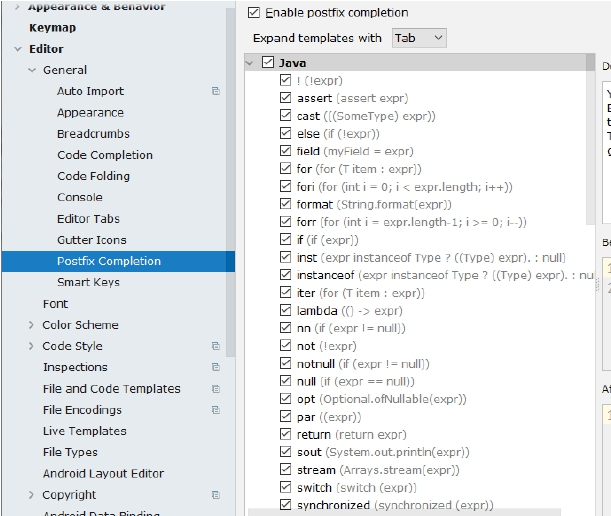 Appearance & Behavior
Keymap
Editor
General
Auto Import
Appearance
Breadcrumbs
Code Completion
Code Folding
Console
Editor Tabs
Gutter Icons
Postfix Completion
Smart Keys
Font
Color Scheme
Code Style
Inspections
File and Code Templates
File Encodings
Live Templates
File Types
Android Layout Editor
Copyright
Android Data Binding
Enable postfix completion
Expand templates with Tab
Java
! (!expr)
assert (assert expr)
cast (((SomeType) expr))
else (if (!expr))
field (myField = expr)
for (for (T item : expr))
fori (for (int i = 0; i < expr.length; i++))
format (String.format(expr))
forr (for (int i = expr.length-1; i >= 0; i--))
if (if (expr))
inst (expr instanceof Type ? ((Type) expr). : null)
instanceof (expr instanceof Type ? ((Type) expr). : nu
iter (for (T item : expr))
lambda (() -> expr)
nn (if (expr != null))
not (!expr)
notnull (if (expr != null))
null (if (expr == null))
opt (Optional.ofNullable(expr))
par ((expr))
return (return expr)
sout (System.out.println(expr))
stream (Arrays.stream(expr))
switch (switch (expr))
synchronized (synchronized (expr))